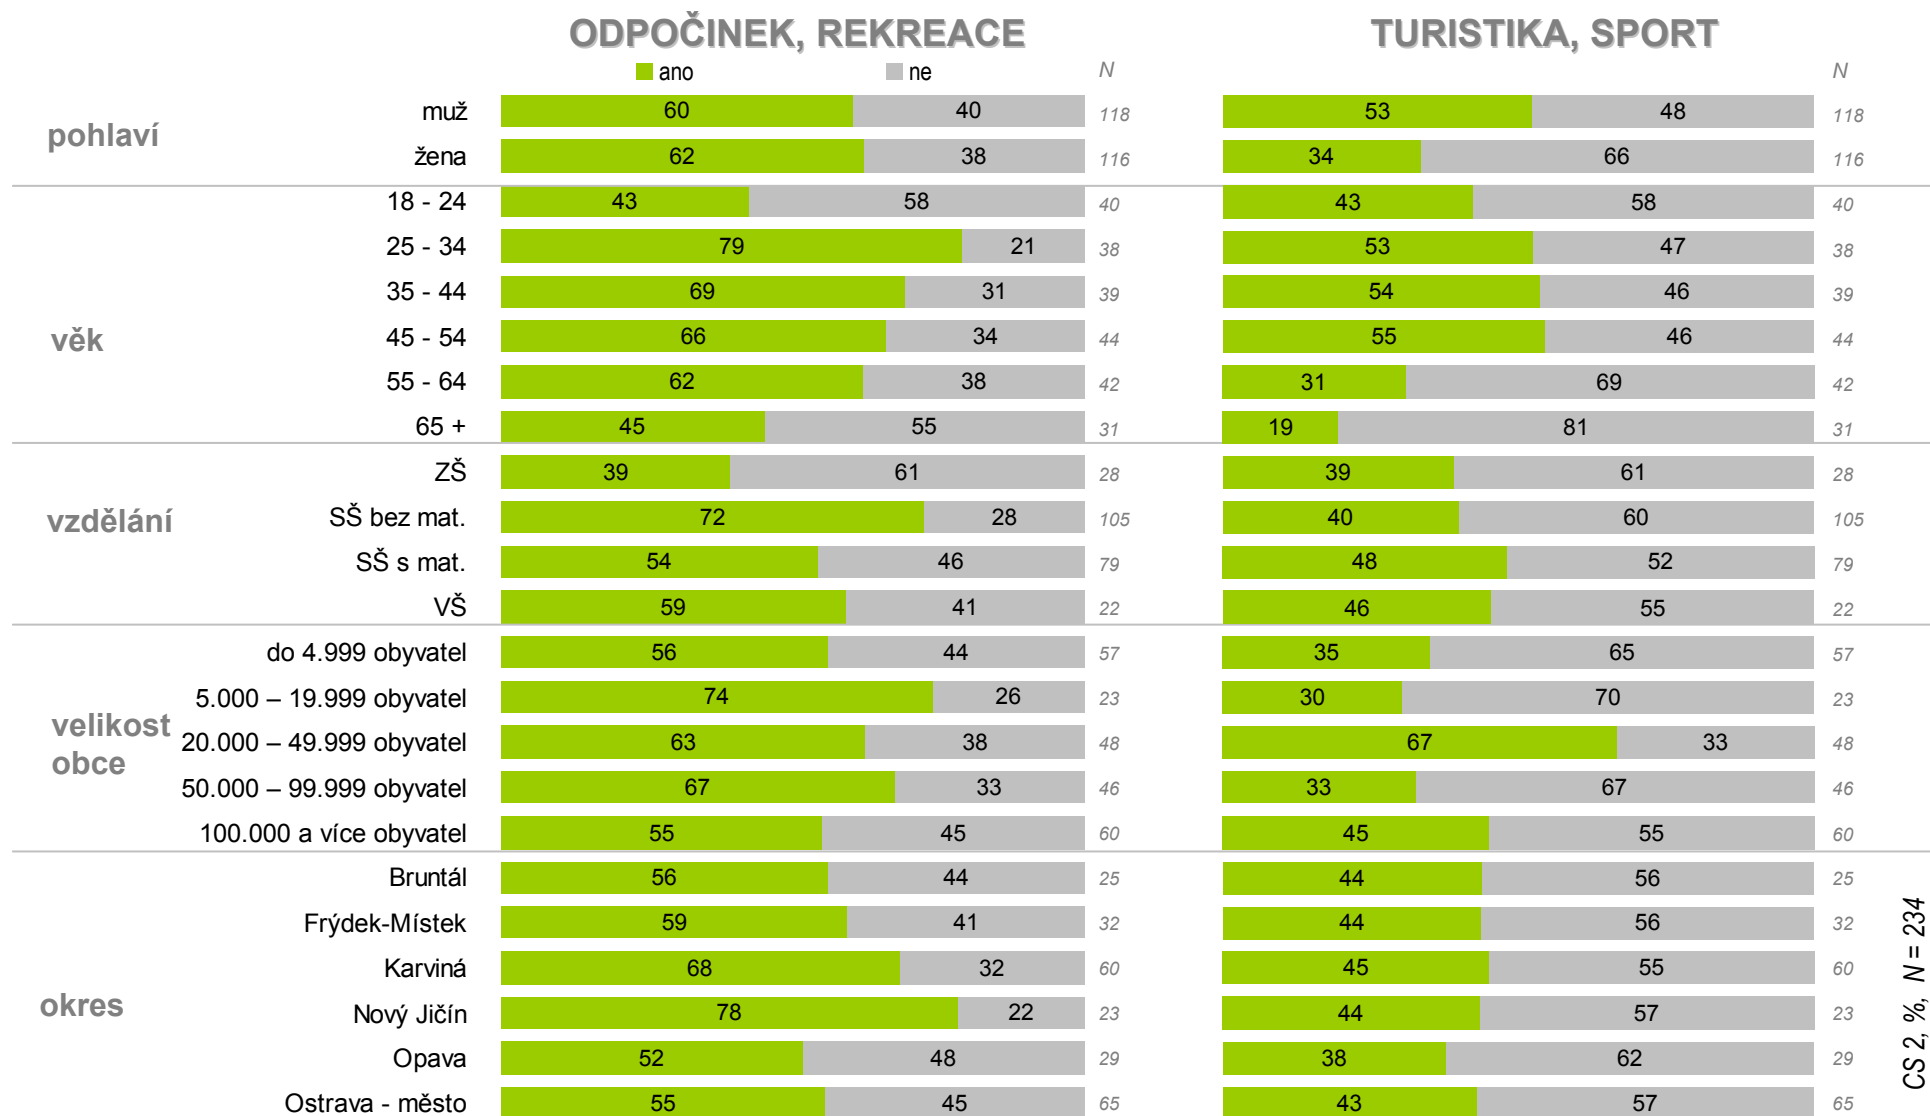 ODPOČINEK, REKREACE TURISTIKA, SPORT
ano ne N N
pohlaví
muž 60 40 118 53 48 118
žena 62 38 116 34 66 116
věk
18 - 24 43 58 40 43 58 40
25 - 34 79 21 38 53 47 38
35 - 44 69 31 39 54 46 39
45 - 54 66 34 44 55 46 44
55 - 64 62 38 42 31 69 42
65 + 45 55 31 19 81 31
vzdělání
ZŠ 39 61 28 39 61 28
SŠ bez mat. 72 28 105 40 60 105
SŠ s mat. 54 46 79 48 52 79
VŠ 59 41 22 46 55 22
velikost
obce
do 4.999 obyvatel 56 44 57 35 65 57
5.000 – 19.999 obyvatel 74 26 23 30 70 23
20.000 – 49.999 obyvatel 63 38 48 67 33 48
50.000 – 99.999 obyvatel 67 33 46 33 67 46
100.000 a více obyvatel 55 45 60 45 55 60
okres
Bruntál 56 44 25 44 56 25
Frýdek-Místek 59 41 32 44 56 32
Karviná 68 32 60 45 55 60
Nový Jičín 78 22 23 44 57 23
Opava 52 48 29 38 62 29
Ostrava - město 55 45 65 43 57 65
CS 2, %, N = 234